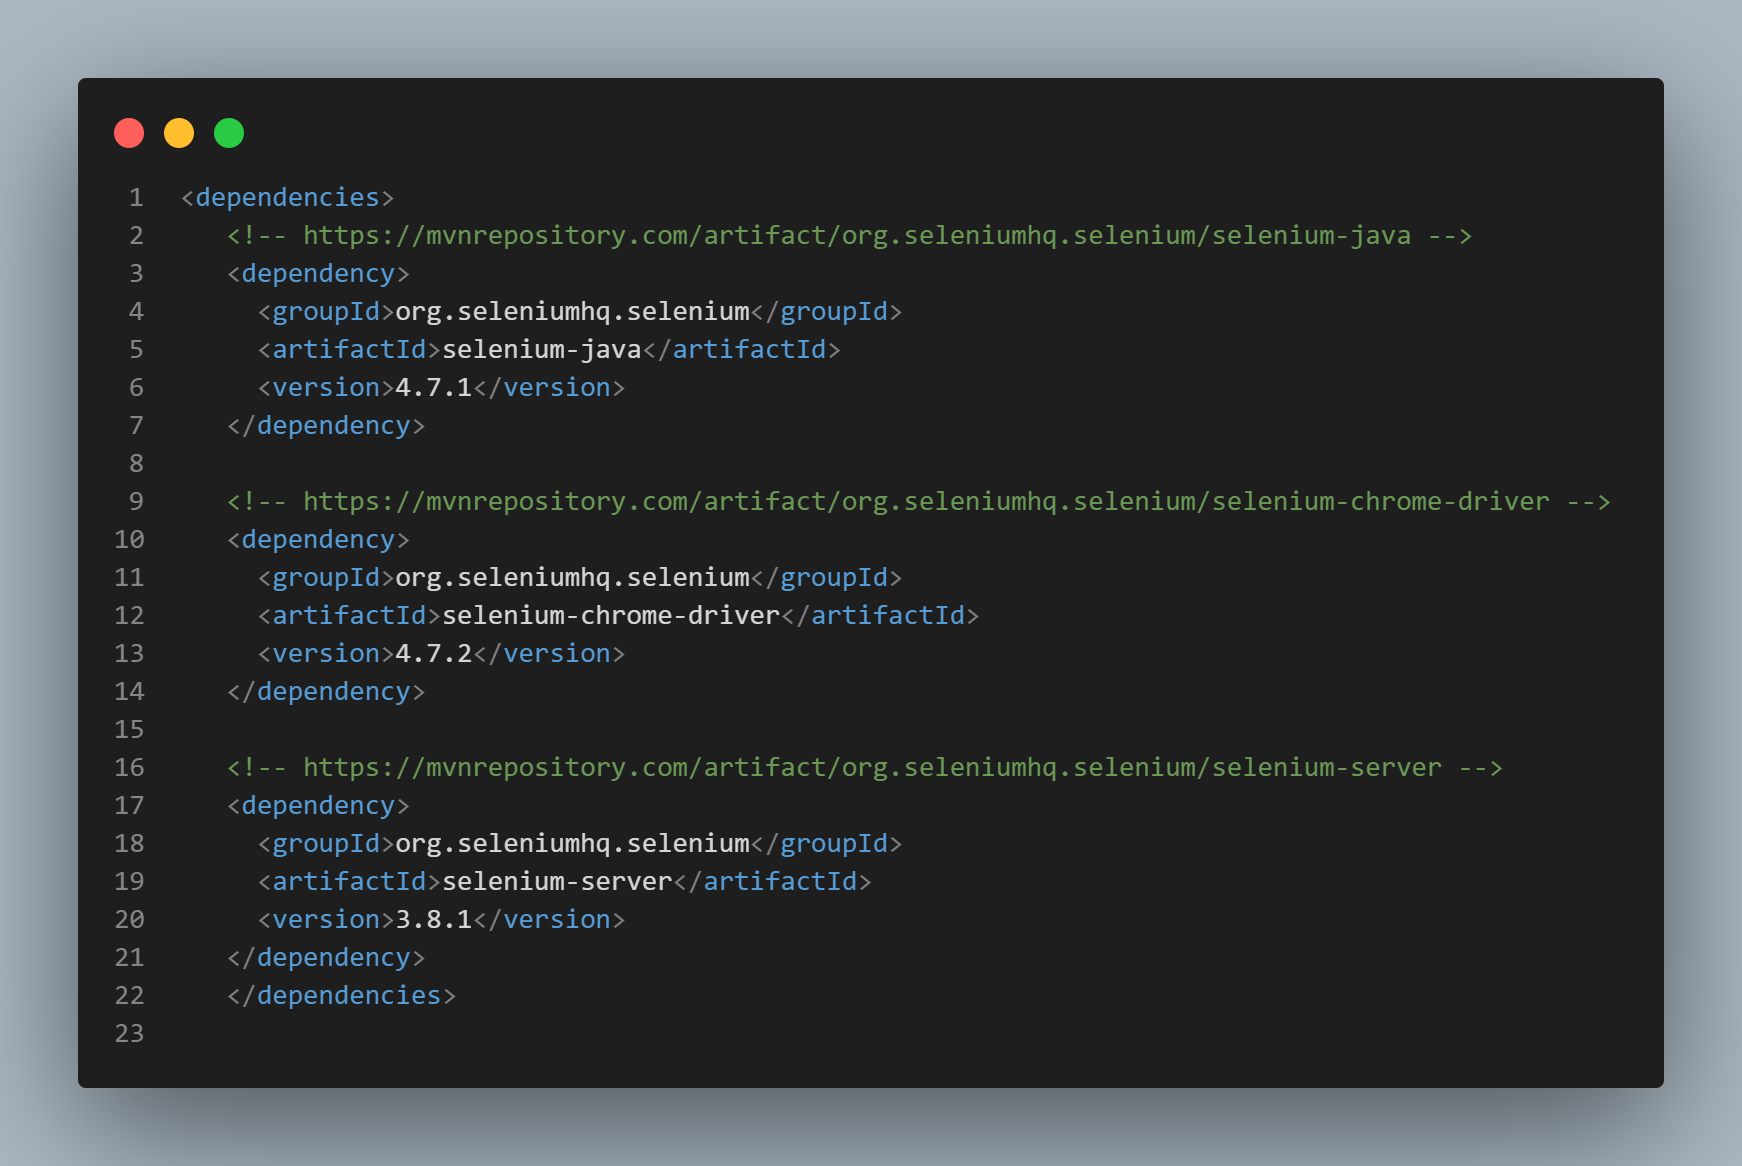 1 <dependencies>
2 <!-- https://mvnrepository.com/artifact/org.seleniumhq.selenium/selenium-java -->
3 <dependency>
4 <groupId>org.seleniumhq.selenium</groupId>
5 <artifactId>selenium-java</artifactId>
6 <version>4.7.1</version>
7 </dependency>
8
9 <!-- https://mvnrepository.com/artifact/org.seleniumhq.selenium/selenium-chrome-driver -->
10 <dependency>
11 <groupId>org.seleniumhq.selenium</groupId>
12 <artifactId>selenium-chrome-driver</artifactId>
13 <version>4.7.2</version>
14 </dependency>
15
16 <!-- https://mvnrepository.com/artifact/org.seleniumhq.selenium/selenium-server -->
17 <dependency>
18 <groupId>org.seleniumhq.selenium</groupId>
19 <artifactId>selenium-server</artifactId>
20 <version>3.8.1</version>
21 </dependency>
22 </dependencies>
23